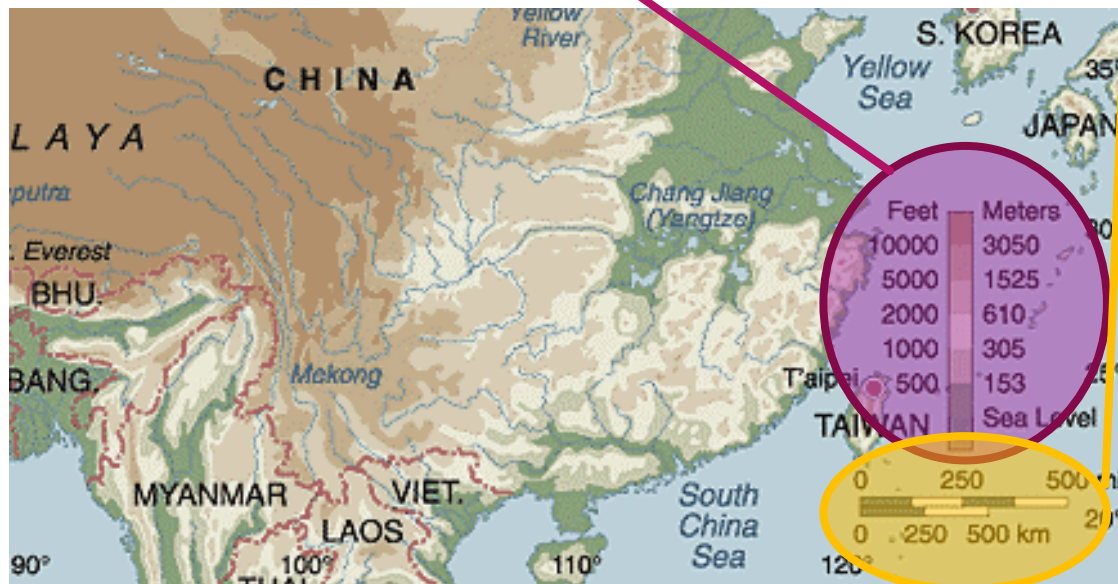 Yellow
River
S. KOREA
CHINA
Yellow
Sea
35°
JAPAN
LAYA
Chang Jiang
(Yangtze)
Feet Meters
10000 3050
5000 1525
2000 610
1000 305
500 153
Sea Level
. Everest
BHU.
BANG.
Mekong
T'aipei
TAIWAN
MYANMAR
VIET.
LAOS
South
China
Sea
0 250 500 m
0 250 500 km
20°
90°
100°
110°
120°